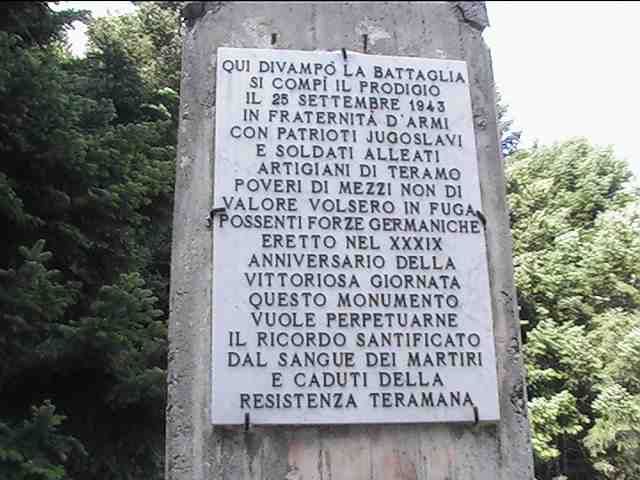 QUI DIVAMPÒ LA BATTAGLIA
SI COMPÌ IL PRODIGIO
IL 25 SETTEMBRE 1943
IN FRATERNITÁ D'ARMI
CON PATRIOTI JUGOSLAVI
E SOLDATI ALLEATI
ARTIGIANI DI TERAMO
POVERI DI MEZZI NON DI
VALORE VOLSERO IN FUGA
POSSENTI FORZE GERMANICHE
ERETTO NEL XXXIX
ANNIVERSARIO DELLA
VITTORIOSA GIORNATA
QUESTO MONUMENTO
VUOLE PERPETUARNE
IL RICORDO SANTIFICATO
DAL SANGUE DEI MARTIRI
E CADUTI DELLA
RESISTENZA TERAMANA